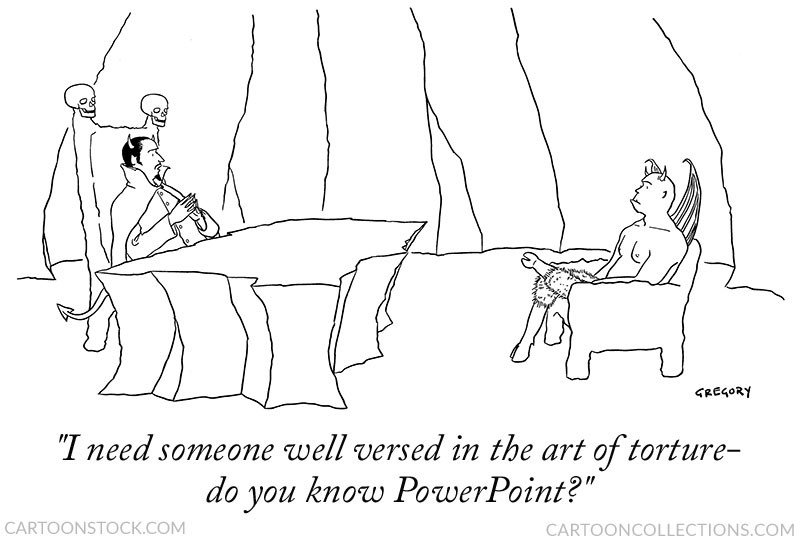 GREGORY
"I need someone well versed in the art of torture–
do you know PowerPoint?"
CARTOONSTOCK.COM
CARTOONCOLLECTIONS.COM